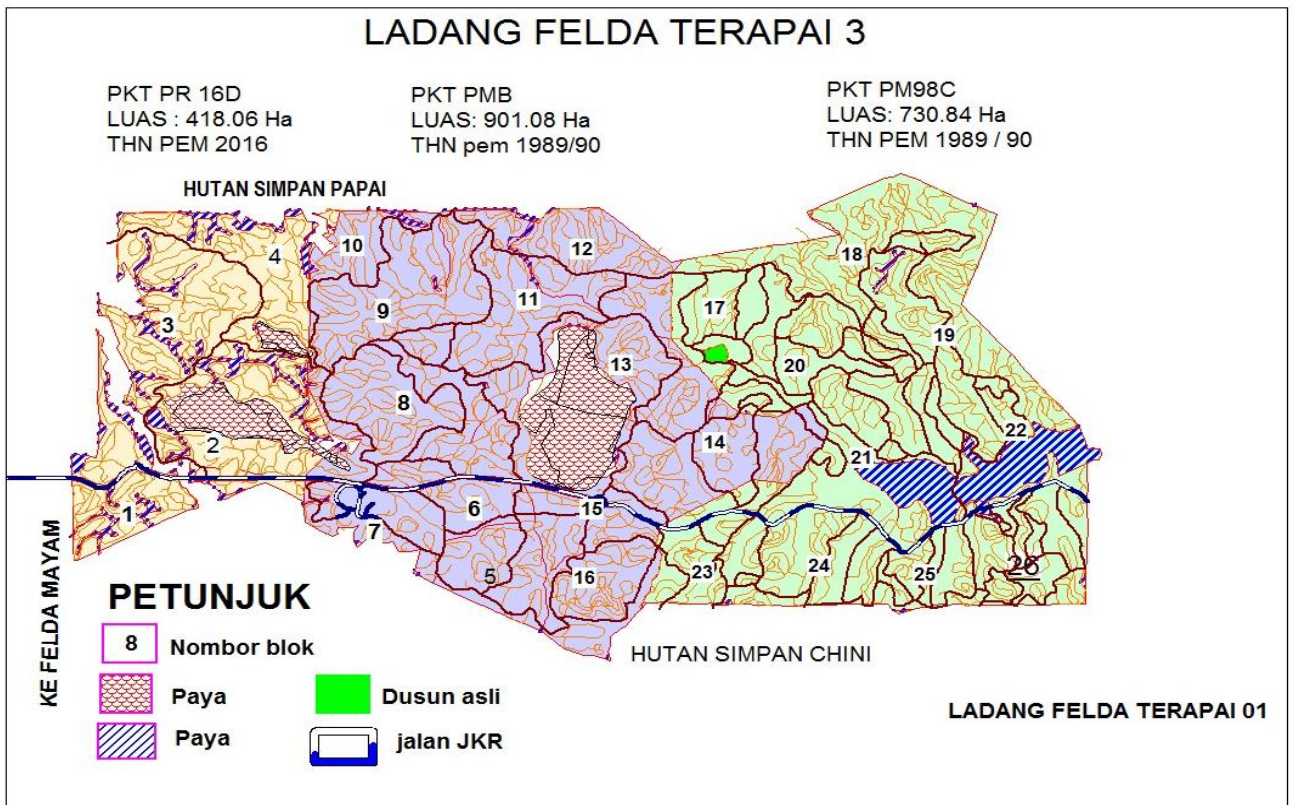 LADANG FELDA TERAPAI 3
PKT PR 16D
LUAS : 418.06 Ha
THN PEM 2016
PKT PMB
LUAS: 901.08 Ha
THN pem 1989/90
PKT PM98C
LUAS: 730.84 Ha
THN PEM 1989 / 90
HUTAN SIMPAN PAPAI
4
10
12
18
3
9
11
17
19
13
20
8
2
14
22
21
1
7
6
15
5
16
23
24
25
26
KE FELDA MAYAM
PETUNJUK
8 Nombor blok
Paya
Dusun asli
Paya
jalan JKR
HUTAN SIMPAN CHINI
LADANG FELDA TERAPAI 01